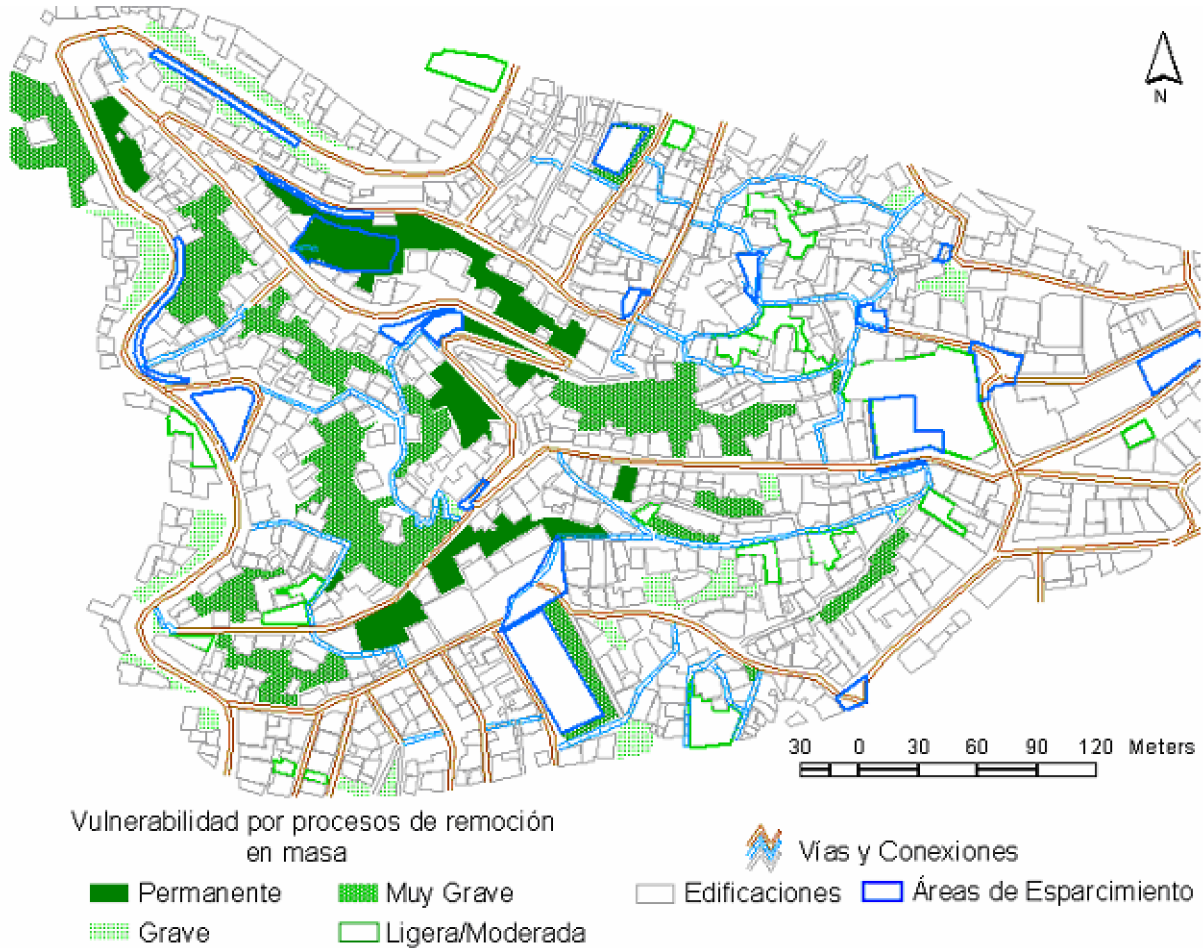 N
30 0 30 60 90 120 Meters
Vulnerabilidad por procesos de remoción
en masa
Vías y Conexiones
Permanente Muy Grave Edificaciones Áreas de Esparcimiento
Grave Ligera/Moderada